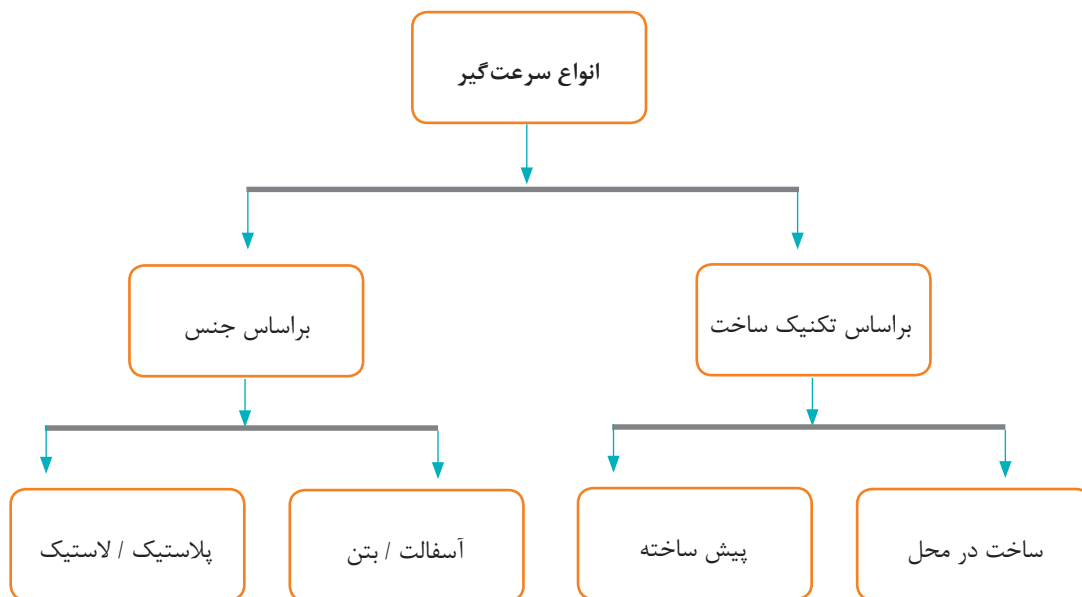 انواع سرعت‌گیر
براساس تکنیک ساخت
براساس جنس
ساخت در محل
پیش ساخته
آسفالت / بتن
پلاستیک / لاستیک